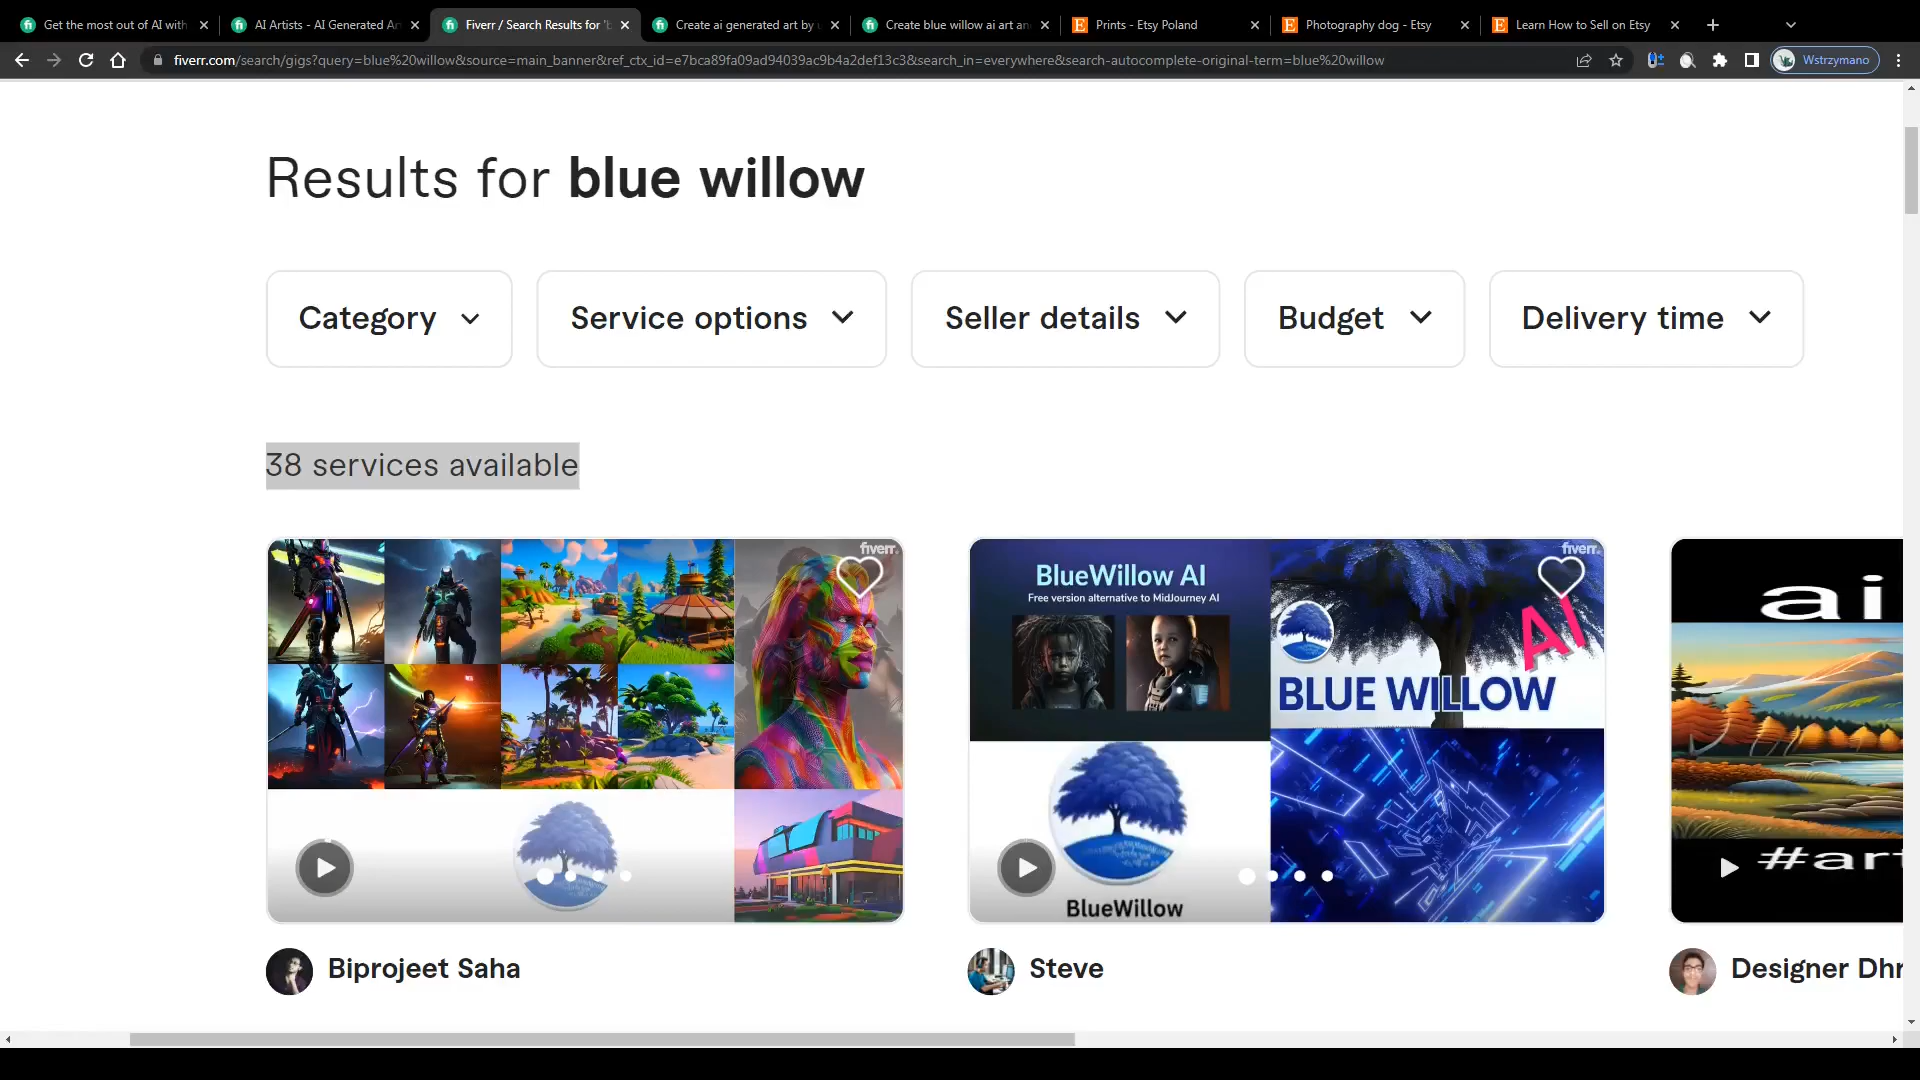 Get the most out of AI with
AI Artists - AI Generated Ar
Fiverr / Search Results for 'b
Create ai generated art by u
Create blue willow ai art an
Prints - Etsy Poland
Photography dog - Etsy
Learn How to Sell on Etsy
fiverr.com/search/gigs?query=blue%20willow&source=main_banner&ref_ctx_id=e7bca89fa09ad94039ac9b4a2def13c3&search_in=everywhere&search-autocomplete-original-term=blue%20willow
Wstrzymano
Results for blue willow
Category
Service options
Seller details
Budget
Delivery time
38 services available
fiverr.
BlueWillow AI
Free version alternative to MidJourney AI
fiverr.
AI
BLUE WILLOW
BlueWillow
ai
#art
Biprojeet Saha
Steve
Designer Dhr